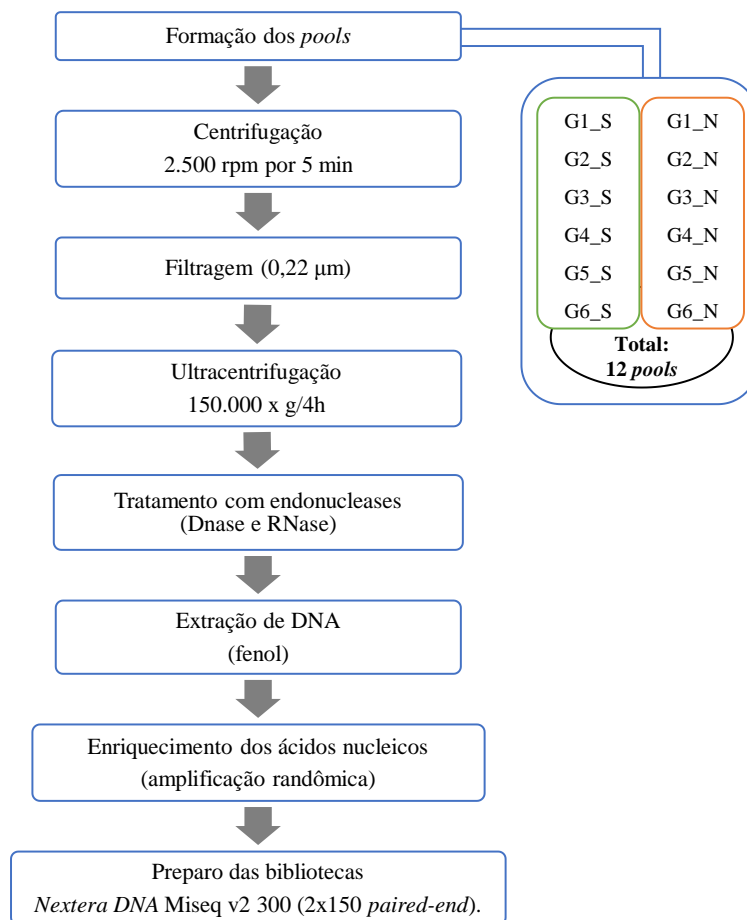 Formação dos pools
Centrifugação
2.500 rpm por 5 min
Filtragem (0,22 μm)
Ultracentrifugação
150.000 x g/4h
Tratamento com endonucleases
(Dnase e RNase)
Extração de DNA
(fenol)
Enriquecimento dos ácidos nucleicos
(amplificação randômica)
Preparo das bibliotecas
Nextera DNA Miseq v2 300 (2x150 paired-end).
G1_S
G2_S
G3_S
G4_S
G5_S
G6_S
G1_N
G2_N
G3_N
G4_N
G5_N
G6_N
Total:
12 pools